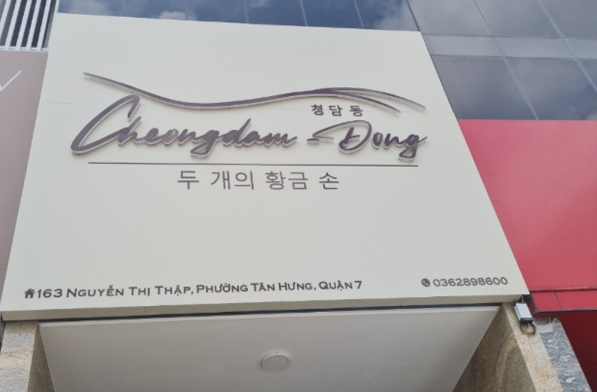 청담동
Cheongdam - Dong
두 개의 황금 손
163 Nguyễn Thị Thập, Phường Tân Hưng, Quận 7
0362898600